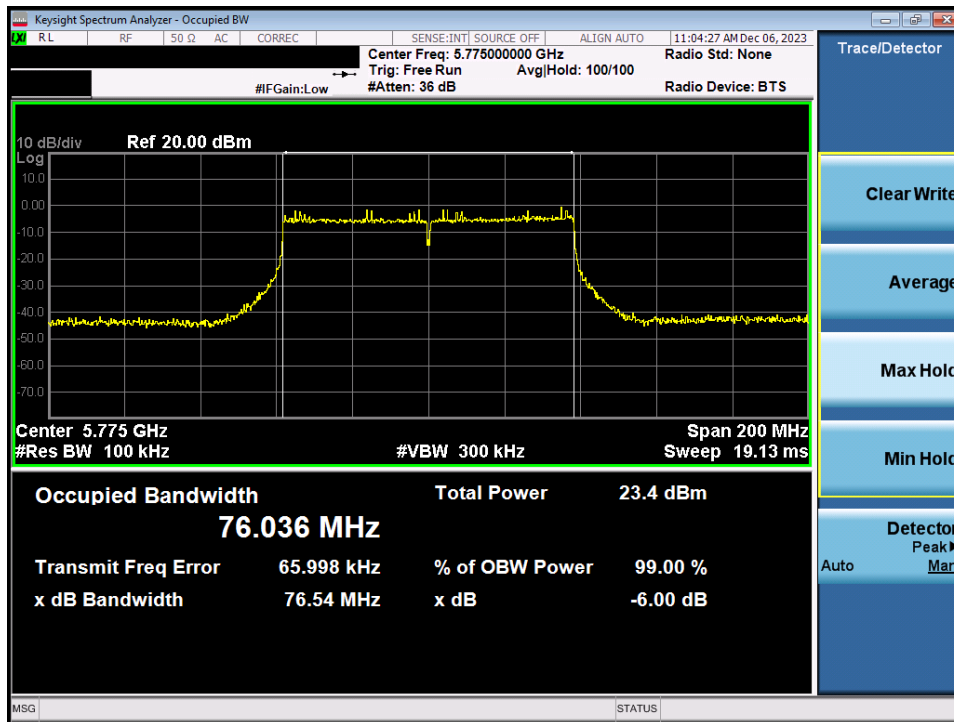 Keysight Spectrum Analyzer - Occupied BW
LXI RL RF 50 Ω AC CORREC SENSE:INT SOURCE OFF ALIGN AUTO 11:04:27 AM Dec 06, 2023
Center Freq: 5.775000000 GHz Radio Std: None
Trig: Free Run Avg|Hold: 100/100
#IFGain:Low #Atten: 36 dB Radio Device: BTS
10 dB/div Ref 20.00 dBm
Log
10.0
0.00
-10.0
-20.0
-30.0
-40.0
-50.0
-60.0
-70.0
Center 5.775 GHz Span 200 MHz
#Res BW 100 kHz #VBW 300 kHz Sweep 19.13 ms
Occupied Bandwidth Total Power 23.4 dBm
76.036 MHz
Transmit Freq Error 65.998 kHz % of OBW Power 99.00 %
x dB Bandwidth 76.54 MHz x dB -6.00 dB
MSG STATUS
Trace/Detector
Clear Write
Average
Max Hold
Min Hold
Detector
Peak
Auto Man